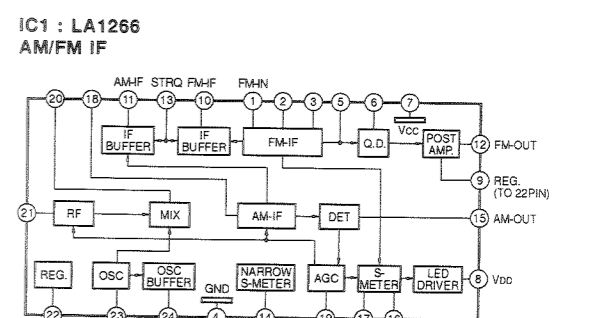 IC1 : LA1266
AM/FM IF
AM-IF STRQ FM-IF FM-IN
20 18 11 13 10 1 2 3 5 6 7
IF BUFFER IF BUFFER FM-IF Q.D. VCC POST AMP. 12 FM-OUT
9 REG. (TO 22PIN)
21 RF MIX AM-IF DET 15 AM-OUT
REG. OSC OSC BUFFER GND NARROW S-METER AGC S-METER LED DRIVER 8 VDD
22 23 24 4 14 17 16